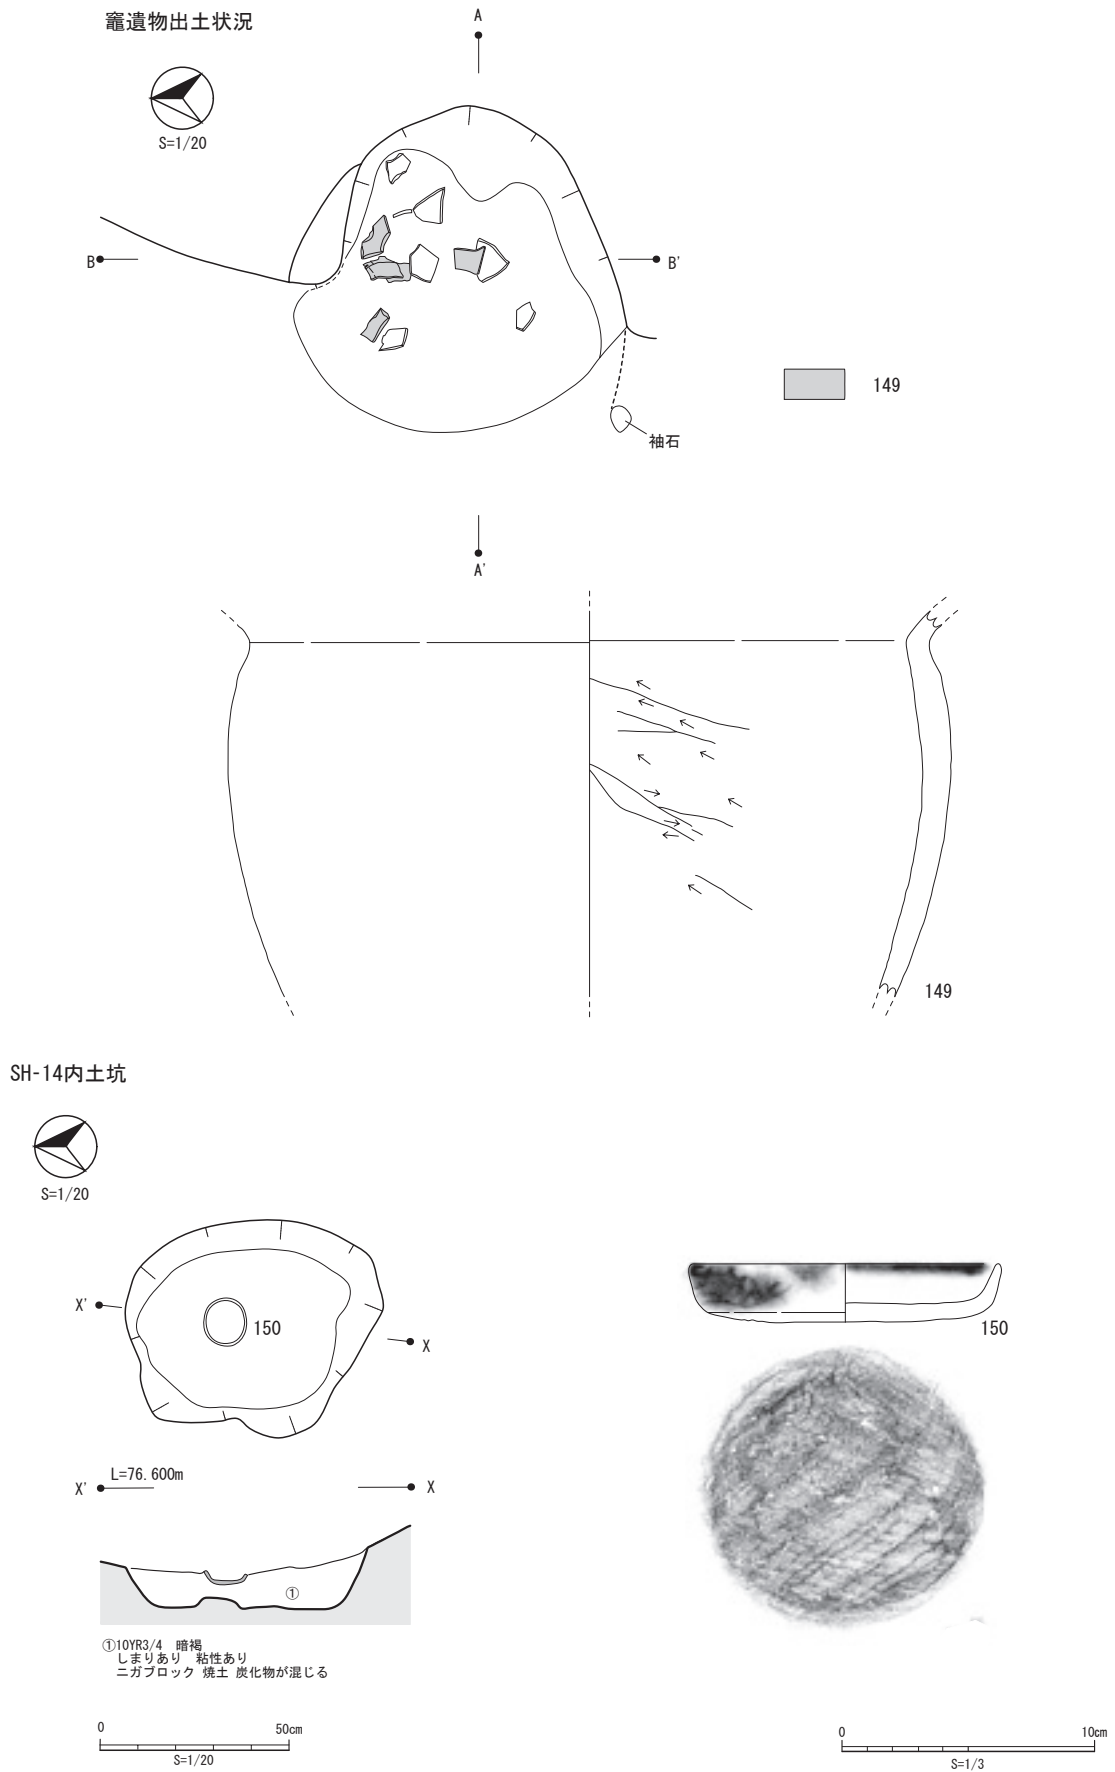 竈遺物出土状況
A
S=1/20
B
B'
149
袖石
A'
149
SH-14内土坑
S=1/20
X'
150
X
150
L=76.600m
X'
X
①
①10YR3/4 暗褐
しまりあり 粘性あり
ニガブロック 焼土 炭化物が混じる
0 50cm
S=1/20
0 10cm
S=1/3